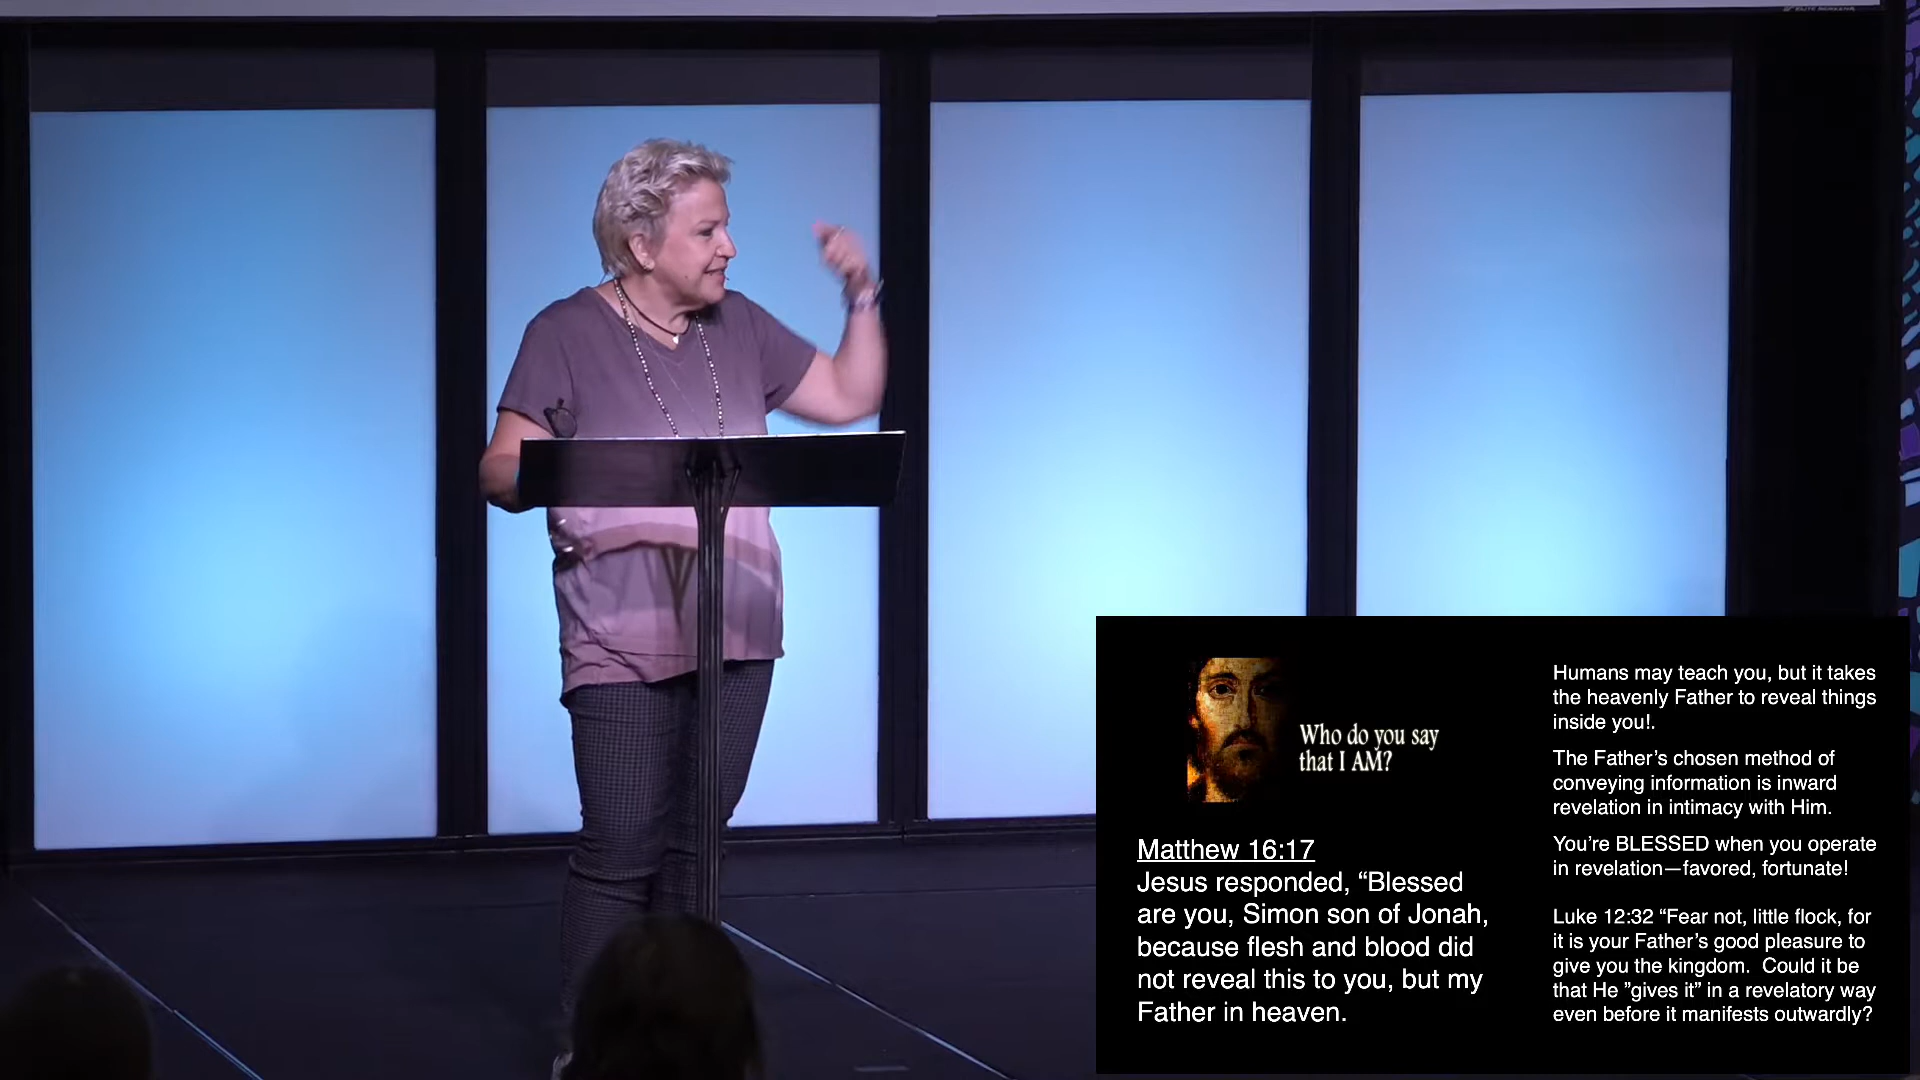 Who do you say
that I AM?
Matthew 16:17
Jesus responded, “Blessed
are you, Simon son of Jonah,
because flesh and blood did
not reveal this to you, but my
Father in heaven.
Humans may teach you, but it takes
the heavenly Father to reveal things
inside you!.
The Father’s chosen method of
conveying information is inward
revelation in intimacy with Him.
You’re BLESSED when you operate
in revelation—favored, fortunate!
Luke 12:32 “Fear not, little flock, for
it is your Father’s good pleasure to
give you the kingdom.  Could it be
that He ”gives it” in a revelatory way
even before it manifests outwardly?